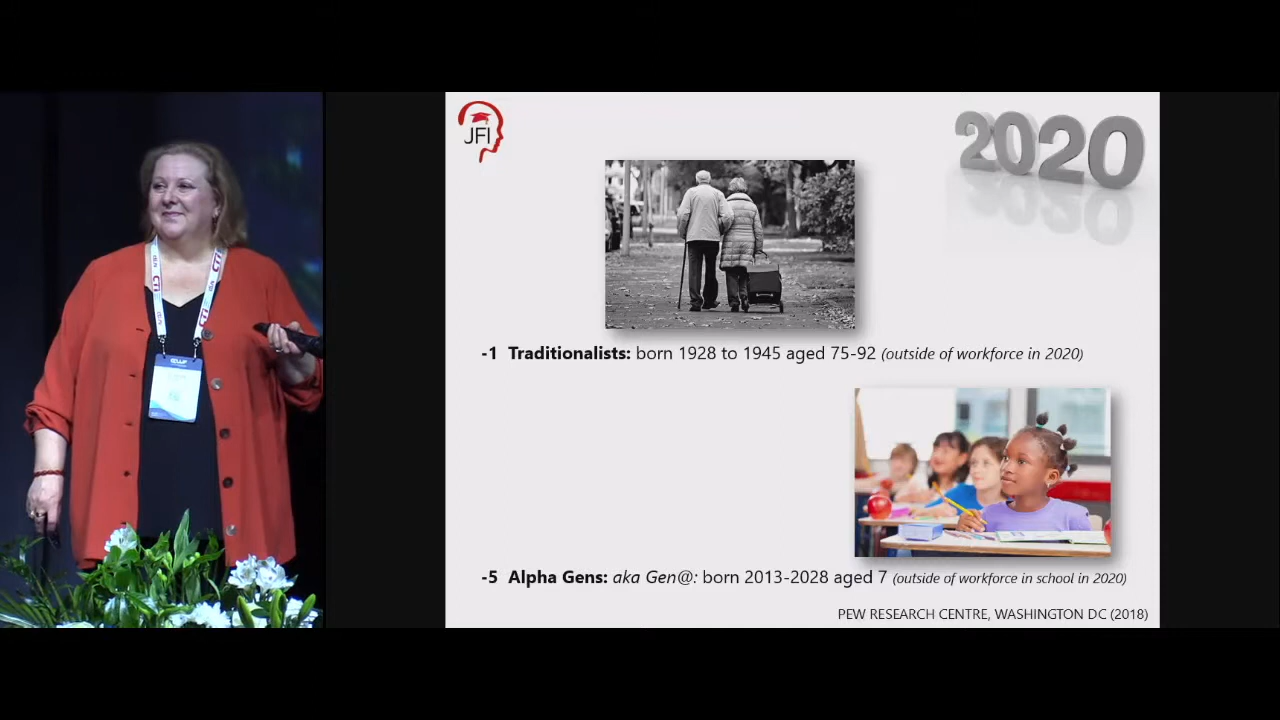 JFI
2020
-1 Traditionalists: born 1928 to 1945 aged 75-92 (outside of workforce in 2020)
-5 Alpha Gens: aka Gen@: born 2013-2028 aged 7 (outside of workforce in school in 2020)
PEW RESEARCH CENTRE, WASHINGTON DC (2018)
CTI
CTI